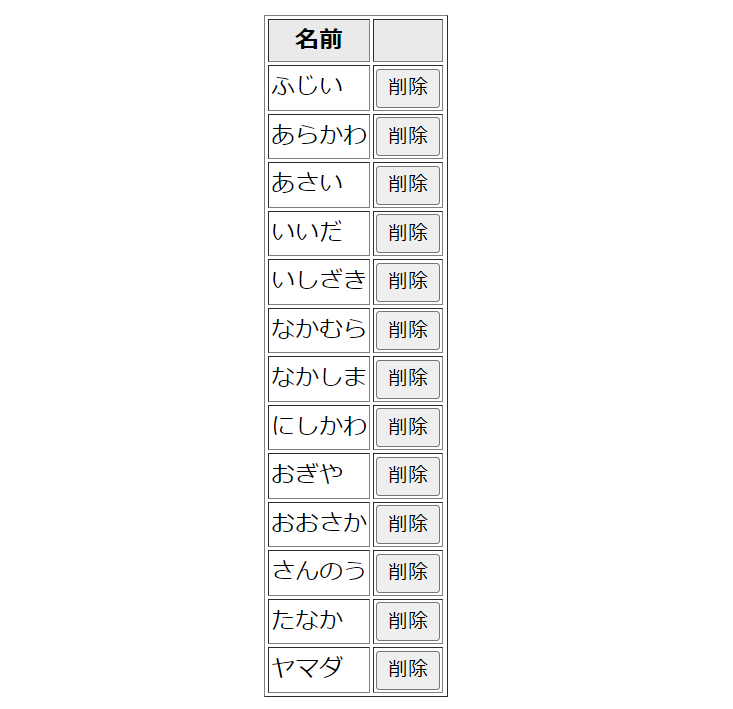 名前
ふじい 削除
あらかわ 削除
あさい 削除
いいだ 削除
いしざき 削除
なかむら 削除
なかしま 削除
にしかわ 削除
おぎや 削除
おおさか 削除
さんのう 削除
たなか 削除
ヤマダ 削除